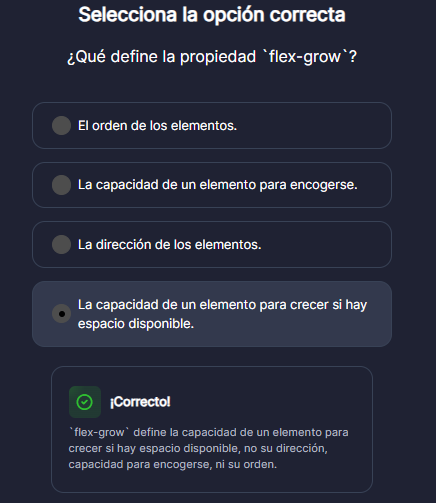 Selecciona la opción correcta
¿Qué define la propiedad `flex-grow`?
El orden de los elementos.
La capacidad de un elemento para encogerse.
La dirección de los elementos.
La capacidad de un elemento para crecer si hay
espacio disponible.
¡Correcto!
`flex-grow` define la capacidad de un elemento para
crecer si hay espacio disponible, no su dirección,
capacidad para encogerse, ni su orden.